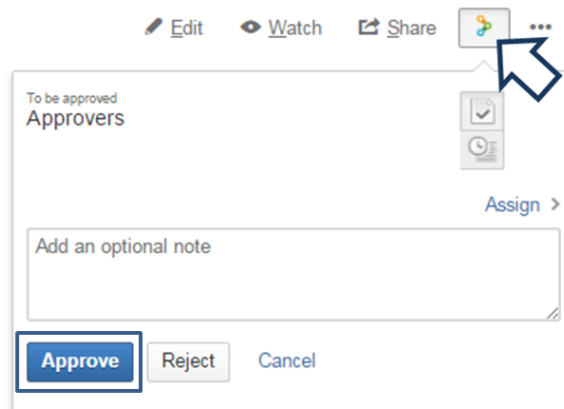 Edit Watch Share •••
To be approved
Approvers
Assign >
Add an optional note
Approve Reject Cancel